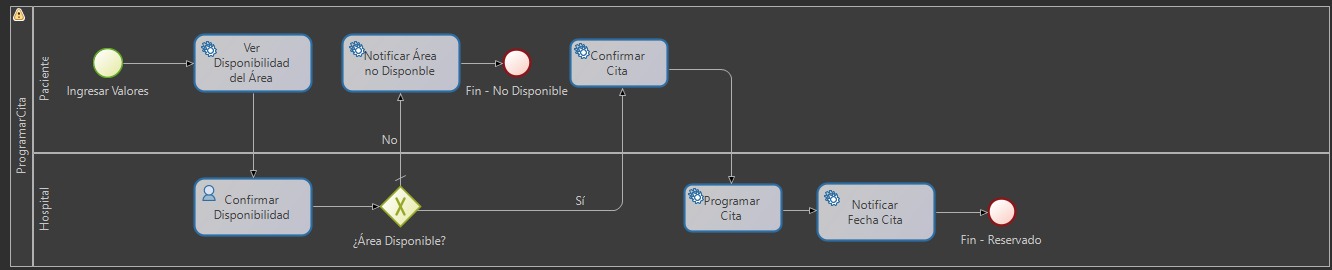 ProgramarCita
Paciente
Ingresar Valores
Ver
Disponibilidad
del Área
Notificar Área
no Disponble
Fin - No Disponible
Confirmar
Cita
No
Hospital
Confirmar
Disponibilidad
¿Área Disponible?
Sí
Programar
Cita
Notificar
Fecha Cita
Fin - Reservado